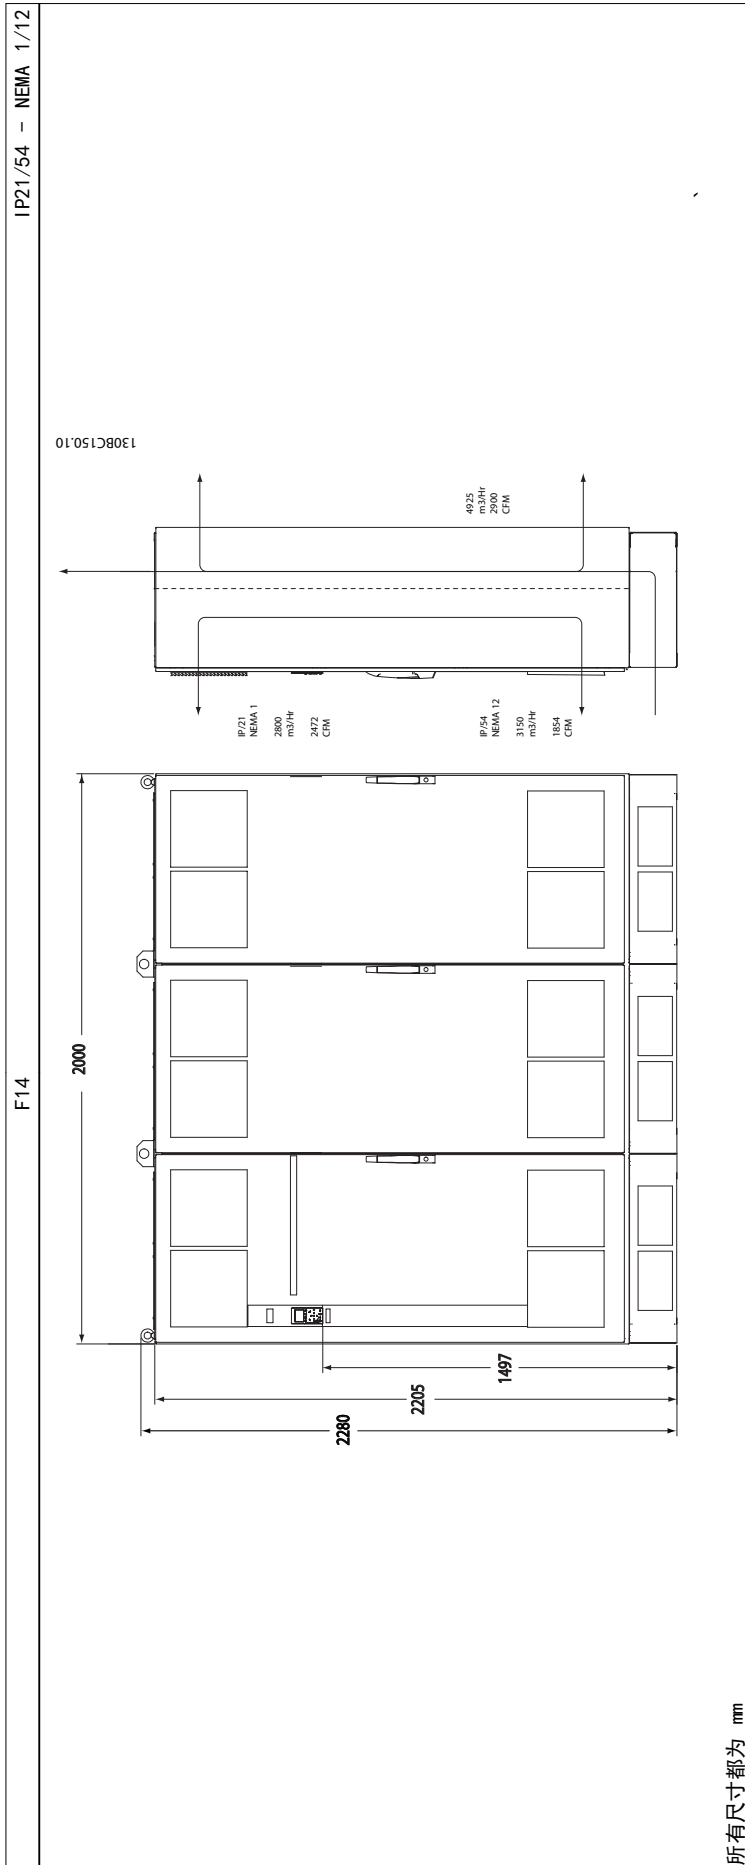 F14
IP21/54 - NEMA 1/12
130BC150.10
2280
2205
1497
2000
IP/21
NEMA 1
2800
m3/Hr
2472
CFM
IP/54
NEMA 12
3150
m3/Hr
1854
CFM
4925
m3/Hr
2900
CFM
所有尺寸都为 mm